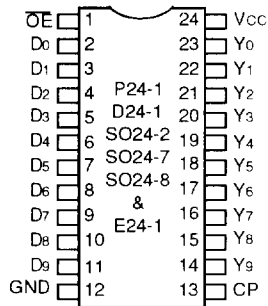 OE 1 24 Vcc
D0 2 23 Y0
D1 3 22 Y1
D2 4 P24-1 21 Y2
D3 5 D24-1 20 Y3
D4 6 SO24-2 19 Y4
D5 7 SO24-7 18 Y5
D6 8 SO24-8 17 Y6
D7 9 & 16 Y7
D8 10 E24-1 15 Y8
D9 11 14 Y9
GND 12 13 CP